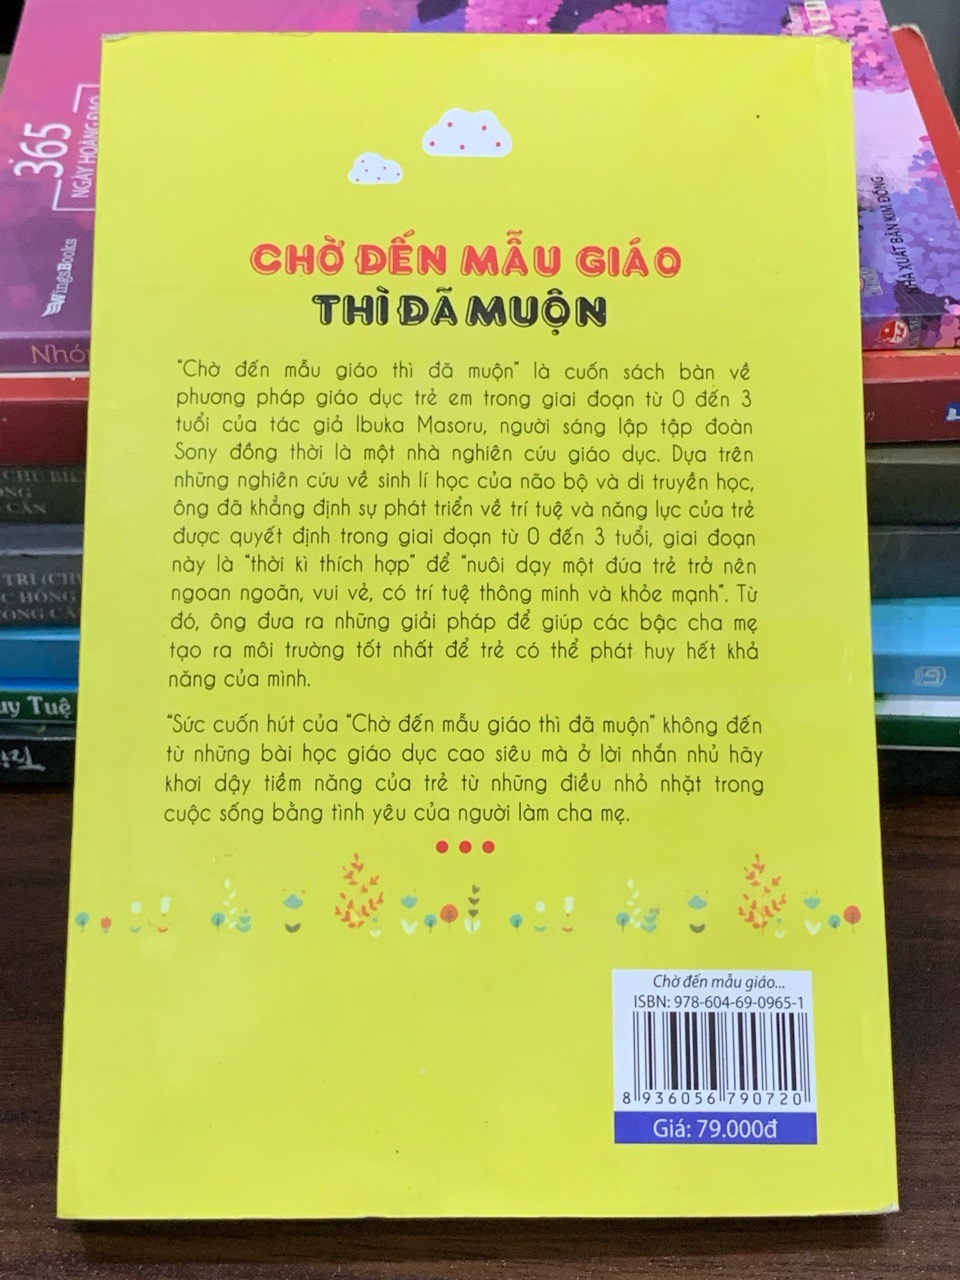 CHỜ ĐẾN MẪU GIÁO
THÌ ĐÃ MUỘN
"Chờ đến mẫu giáo thì đã muộn" là cuốn sách bàn về
phương pháp giáo dục trẻ em trong giai đoạn từ 0 đến 3
tuổi của tác giả Ibuka Masoru, người sáng lập tập đoàn
Sony đồng thời là một nhà nghiên cứu giáo dục. Dựa trên
những nghiên cứu về sinh lí học của não bộ và di truyền học,
ông đã khẳng định sự phát triển về trí tuệ và năng lực của trẻ
được quyết định trong giai đoạn từ 0 đến 3 tuổi, giai đoạn
này là "thời kì thích hợp" để "nuôi dạy một đứa trẻ trở nên
ngoan ngoãn, vui vẻ, có trí tuệ thông minh và khỏe mạnh". Từ
đó, ông đưa ra những giải pháp để giúp các bậc cha mẹ
tạo ra môi trường tốt nhất để trẻ có thể phát huy hết khả
năng của mình.
"Sức cuốn hút của "Chờ đến mẫu giáo thì đã muộn" không đến
từ những bài học giáo dục cao siêu mà ở lời nhắn nhủ hãy
khơi dậy tiềm năng của trẻ từ những điều nhỏ nhặt trong
cuộc sống bằng tình yêu của người làm cha mẹ.
Chờ đến mẫu giáo...
ISBN: 978-604-69-0965-1
8 936056 790720
Giá: 79.000đ
365
NGÀY HOÀNG ĐẠO
WingsBooks
NHÀ XUẤT BẢN KIM ĐỒNG
CHỦ BIÊ
CẨN
TRÍ (CH
C HỒNG
uy Tuệ